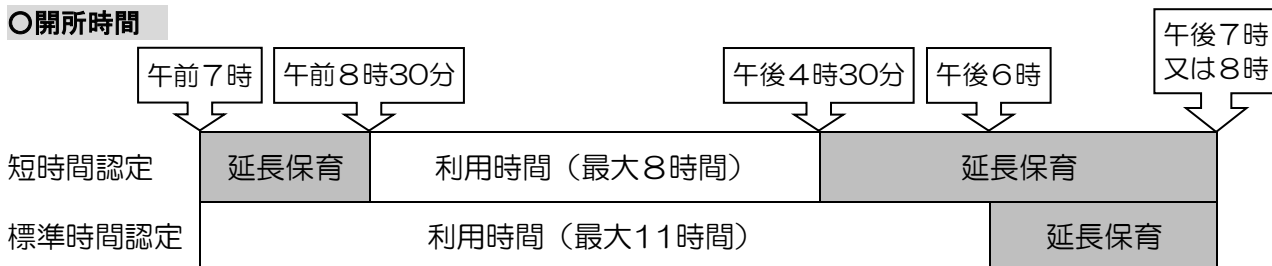 〇開所時間
午前7時
午前8時30分
午後4時30分
午後6時
午後7時
又は8時
短時間認定
延長保育
利用時間（最大8時間）
延長保育
標準時間認定
利用時間（最大11時間）
延長保育